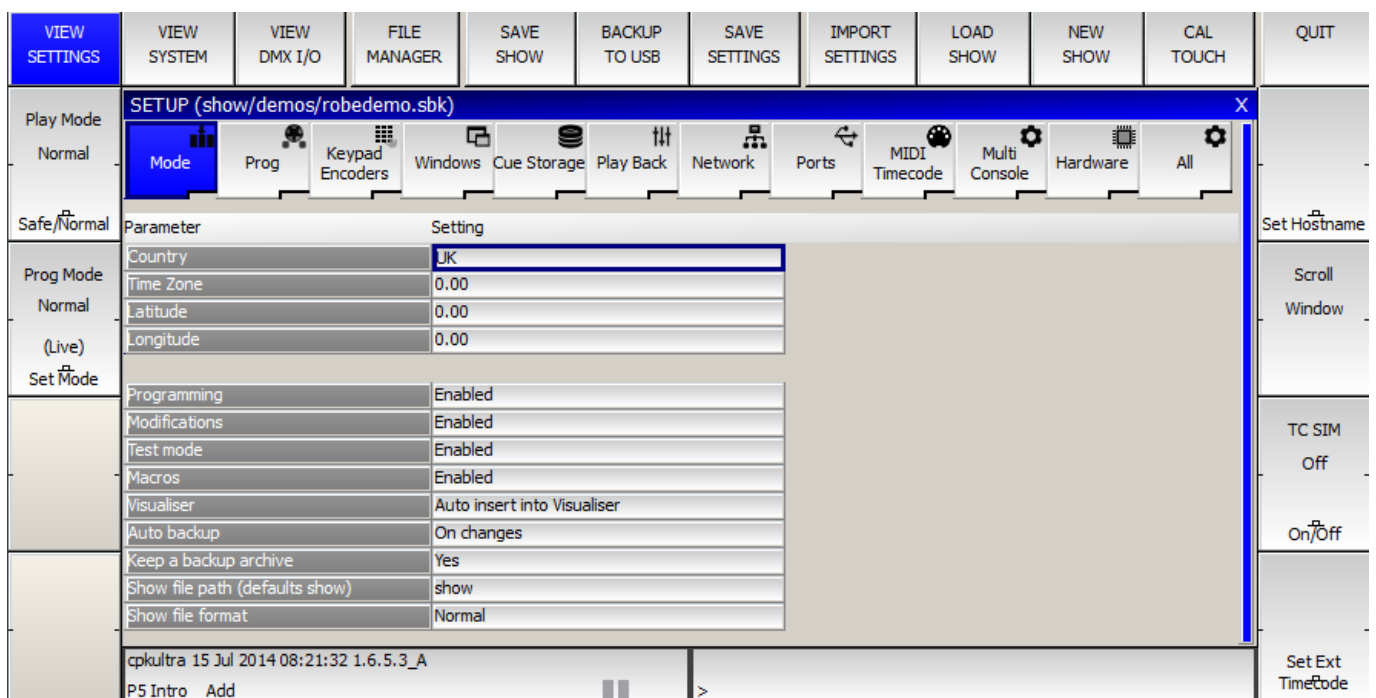 VIEW SETTINGS
VIEW SYSTEM
VIEW DMX I/O
FILE MANAGER
SAVE SHOW
BACKUP TO USB
SAVE SETTINGS
IMPORT SETTINGS
LOAD SHOW
NEW SHOW
CAL TOUCH
QUIT
Play Mode
Normal
Safe/Normal
Prog Mode
Normal
(Live)
Set Mode
SETUP (show/demos/robedemo.sbk) X
Mode
Prog
Keypad Encoders
Windows
Cue Storage
Play Back
Network
Ports
MIDI Timecode
Multi Console
Hardware
All
Parameter Setting
Country UK
Time Zone 0.00
Latitude 0.00
Longitude 0.00
Programming Enabled
Modifications Enabled
Test mode Enabled
Macros Enabled
Visualiser Auto insert into Visualiser
Auto backup On changes
Keep a backup archive Yes
Show file path (defaults show) show
Show file format Normal
cpkultra 15 Jul 2014 08:21:32 1.6.5.3_A
P5 Intro Add
>
Set Hostname
Scroll
Window
TC SIM
Off
On/Off
Set Ext
Timecode